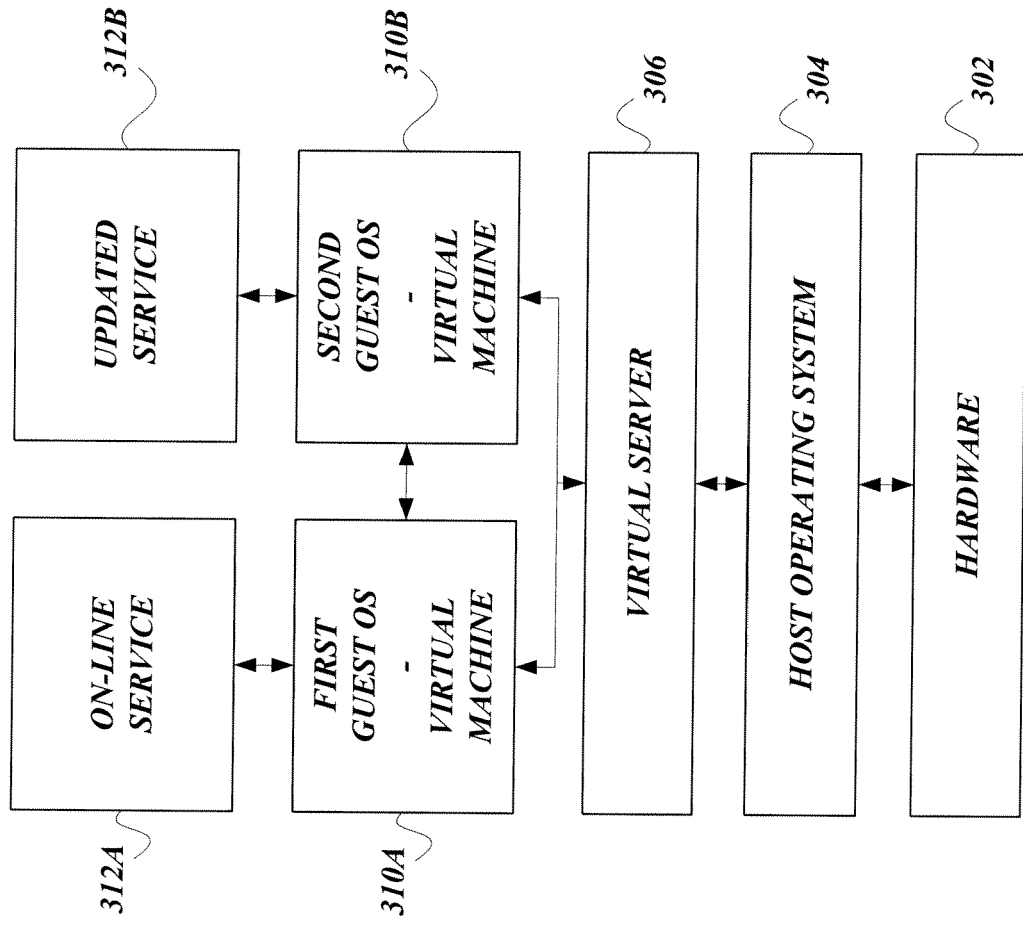 312A
ON-LINE
SERVICE
UPDATED
SERVICE
312B
310A
FIRST
GUEST OS
-
VIRTUAL
MACHINE
SECOND
GUEST OS
-
VIRTUAL
MACHINE
310B
VIRTUAL SERVER
306
HOST OPERATING SYSTEM
304
HARDWARE
302